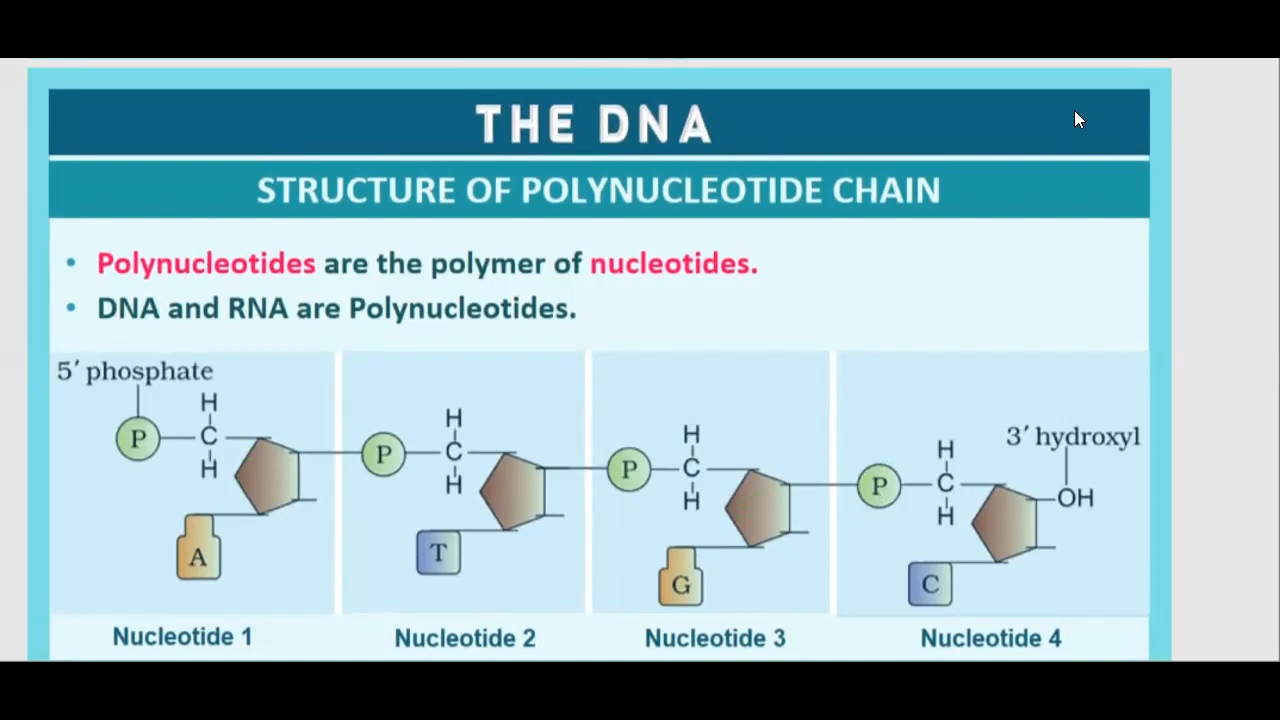 THE DNA
STRUCTURE OF POLYNUCLEOTIDE CHAIN
• Polynucleotides are the polymer of nucleotides.
• DNA and RNA are Polynucleotides.
5′ phosphate
P
H
C
H
A
Nucleotide 1
P
H
C
H
T
Nucleotide 2
P
H
C
H
G
Nucleotide 3
3′ hydroxyl
P
H
C
H
OH
C
Nucleotide 4